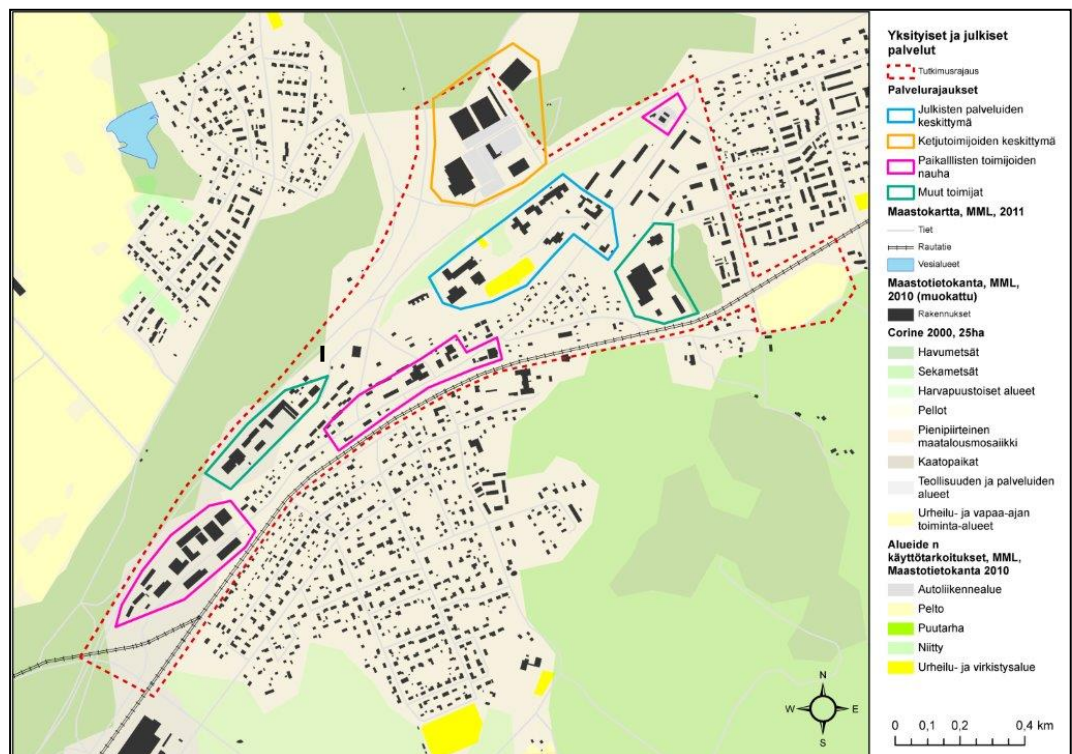 Yksityiset ja julkiset
palvelut
Tutkimusrajaus
Palvelurajaukset
Julkisten palveluiden
keskittymä
Ketjutoimijoiden keskittymä
Paikalllisten toimijoiden
nauha
Muut toimijat
Maastokartta, MML, 2011
Tiet
Rautatie
Vesialueet
Maastotietokanta, MML,
2010 (muokattu)
Rakennukset
Corine 2000, 25ha
Havumetsät
Sekametsät
Harvapuustoiset alueet
Pellot
Pienipiirteinen
maatalousmosaiikki
Kaatopaikat
Teollisuuden ja palveluiden
alueet
Urheilu- ja vapaa-ajan
toiminta-alueet
Alueide n
käyttötarkoitukset, MML,
Maastotietokanta 2010
Autoliikennealue
Pelto
Puutarha
Niitty
Urheilu- ja virkistysalue
N
W E
S
0 0,1 0,2 0,4 km